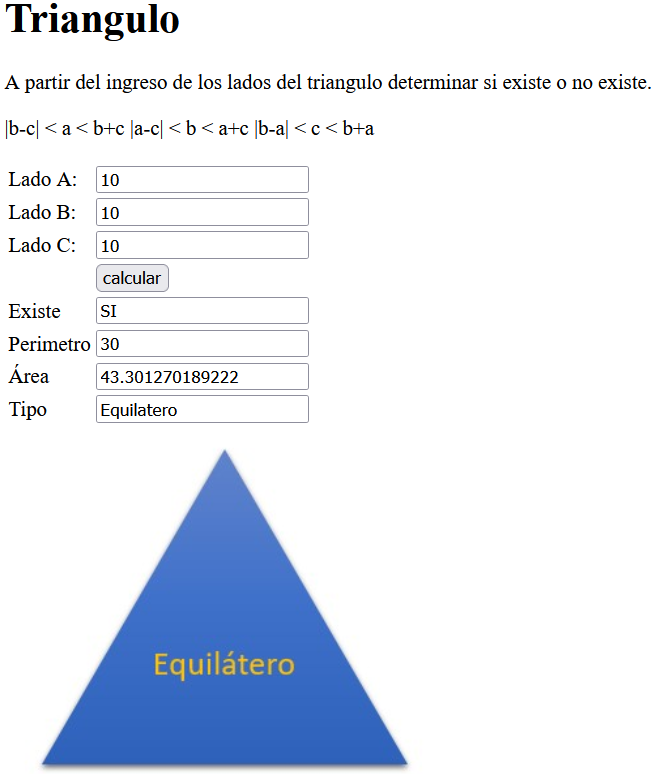 Triangulo
A partir del ingreso de los lados del triangulo determinar si existe o no existe.
|b-c| < a < b+c |a-c| < b < a+c |b-a| < c < b+a
Lado A: 10
Lado B: 10
Lado C: 10
calcular
Existe SI
Perimetro 30
Área 43.301270189222
Tipo Equilatero
Equilátero